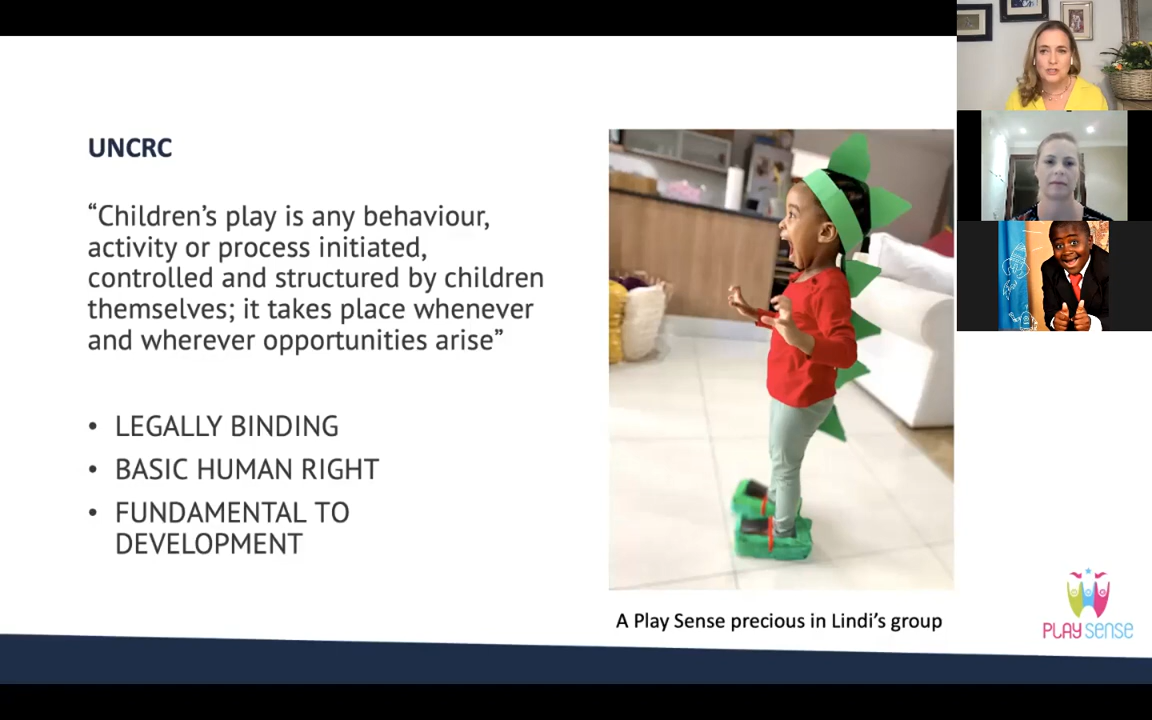 UNCRC
“Children’s play is any behaviour,
activity or process initiated,
controlled and structured by children
themselves; it takes place whenever
and wherever opportunities arise”
• LEGALLY BINDING
• BASIC HUMAN RIGHT
• FUNDAMENTAL TO
DEVELOPMENT
A Play Sense precious in Lindi’s group
PLAY SENSE